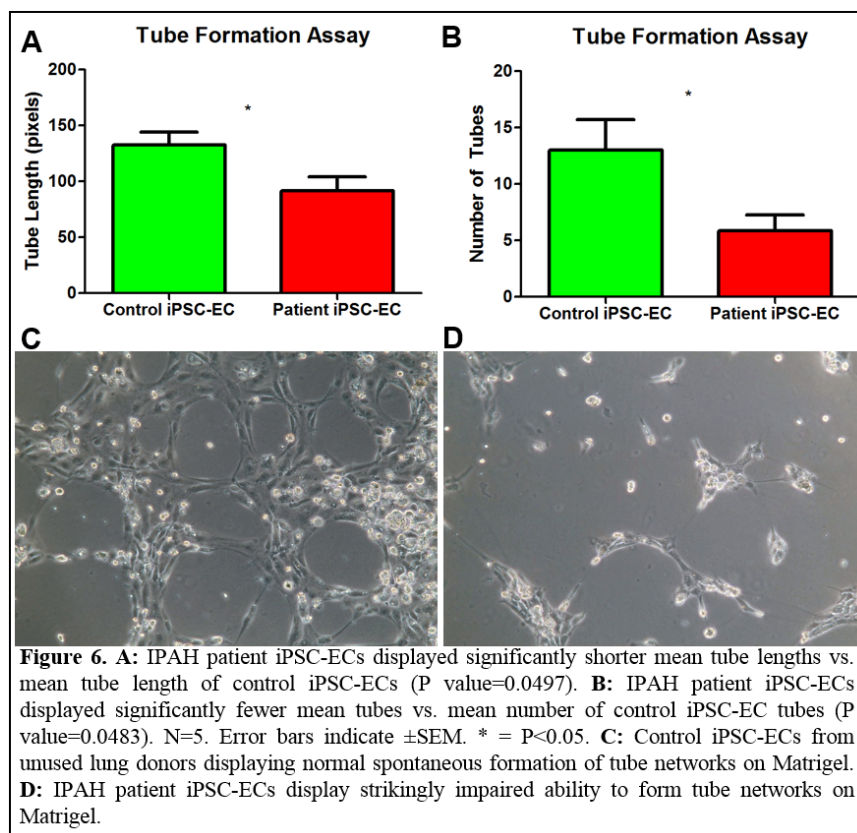 A
Tube Formation Assay
200
150
100
50
0
Tube Length (pixels)
*
Control iPSC-EC Patient iPSC-EC
B
Tube Formation Assay
20
15
10
5
0
Number of Tubes
*
Control iPSC-EC Patient iPSC-EC
C
D
Figure 6. A: IPAH patient iPSC-ECs displayed significantly shorter mean tube lengths vs.
mean tube length of control iPSC-ECs (P value=0.0497). B: IPAH patient iPSC-ECs
displayed significantly fewer mean tubes vs. mean number of control iPSC-EC tubes (P
value=0.0483). N=5. Error bars indicate ±SEM. * = P<0.05. C: Control iPSC-ECs from
unused lung donors displaying normal spontaneous formation of tube networks on Matrigel.
D: IPAH patient iPSC-ECs display strikingly impaired ability to form tube networks on
Matrigel.